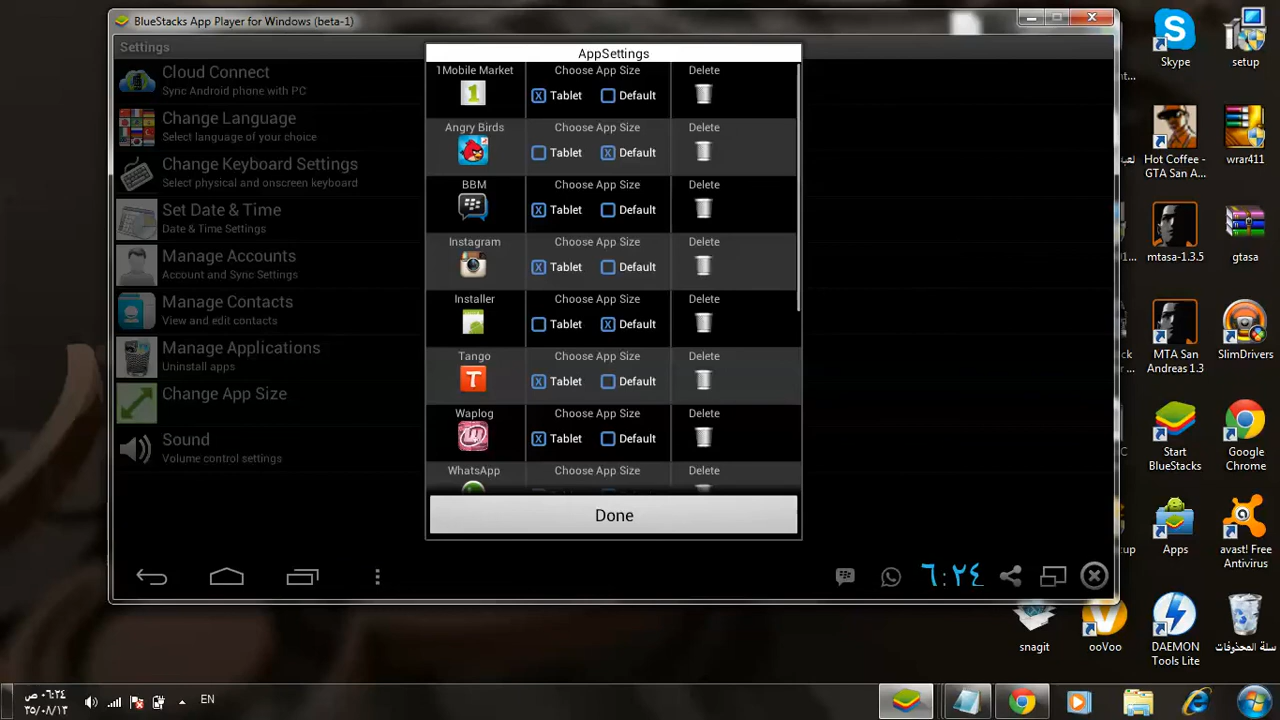 BlueStacks App Player for Windows (beta-1)
Settings
Cloud Connect
Sync Android phone with PC
Change Language
Select language of your choice
Change Keyboard Settings
Select physical and onscreen keyboard
Set Date & Time
Date & Time Settings
Manage Accounts
Account and Sync Settings
Manage Contacts
View and edit contacts
Manage Applications
Uninstall apps
Change App Size
Sound
Volume control settings
AppSettings
1Mobile Market Choose App Size Delete
Tablet Default
Angry Birds Choose App Size Delete
Tablet Default
BBM Choose App Size Delete
Tablet Default
Instagram Choose App Size Delete
Tablet Default
Installer Choose App Size Delete
Tablet Default
Tango Choose App Size Delete
Tablet Default
Waplog Choose App Size Delete
Tablet Default
WhatsApp Choose App Size Delete
Done
٦:٢٤
Skype
setup
Hot Coffee -
GTA San A...
wrar411
mtasa-1.3.5
gtasa
MTA San
Andreas 1.3
SlimDrivers
Start
BlueStacks
Google
Chrome
Apps
avast! Free
Antivirus
snagit
ooVoo
DAEMON
Tools Lite
سلة المحذوفات
EN
٠٦:٢٤ ص
٣٥/٠٨/١٣